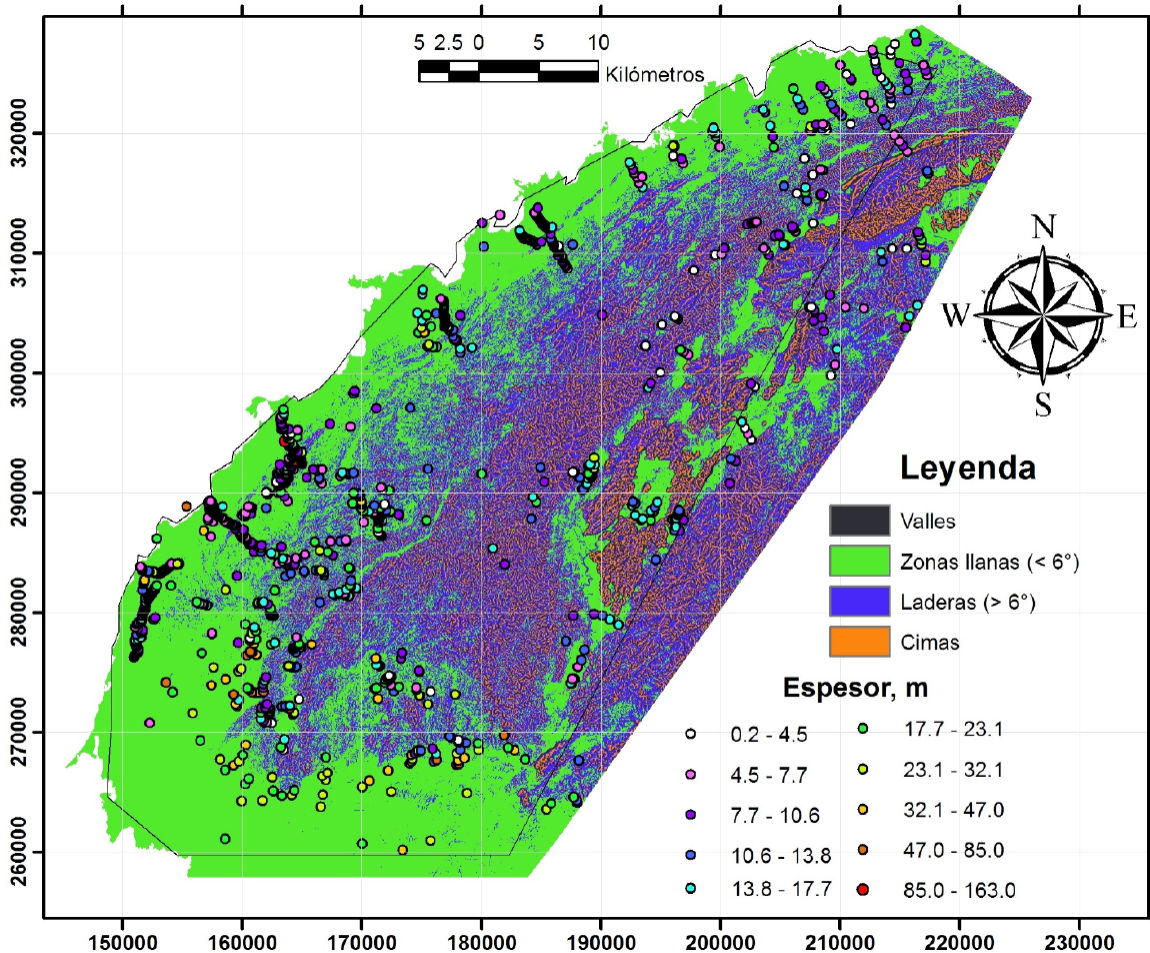 5 2.5 0 5 10
Kilómetros
320000
310000
300000
290000
280000
270000
260000
N
W E
S
Leyenda
Valles
Zonas llanas (< 6°)
Laderas (> 6°)
Cimas
Espesor, m
0.2 - 4.5
4.5 - 7.7
7.7 - 10.6
10.6 - 13.8
13.8 - 17.7
17.7 - 23.1
23.1 - 32.1
32.1 - 47.0
47.0 - 85.0
85.0 - 163.0
150000 160000 170000 180000 190000 200000 210000 220000 230000